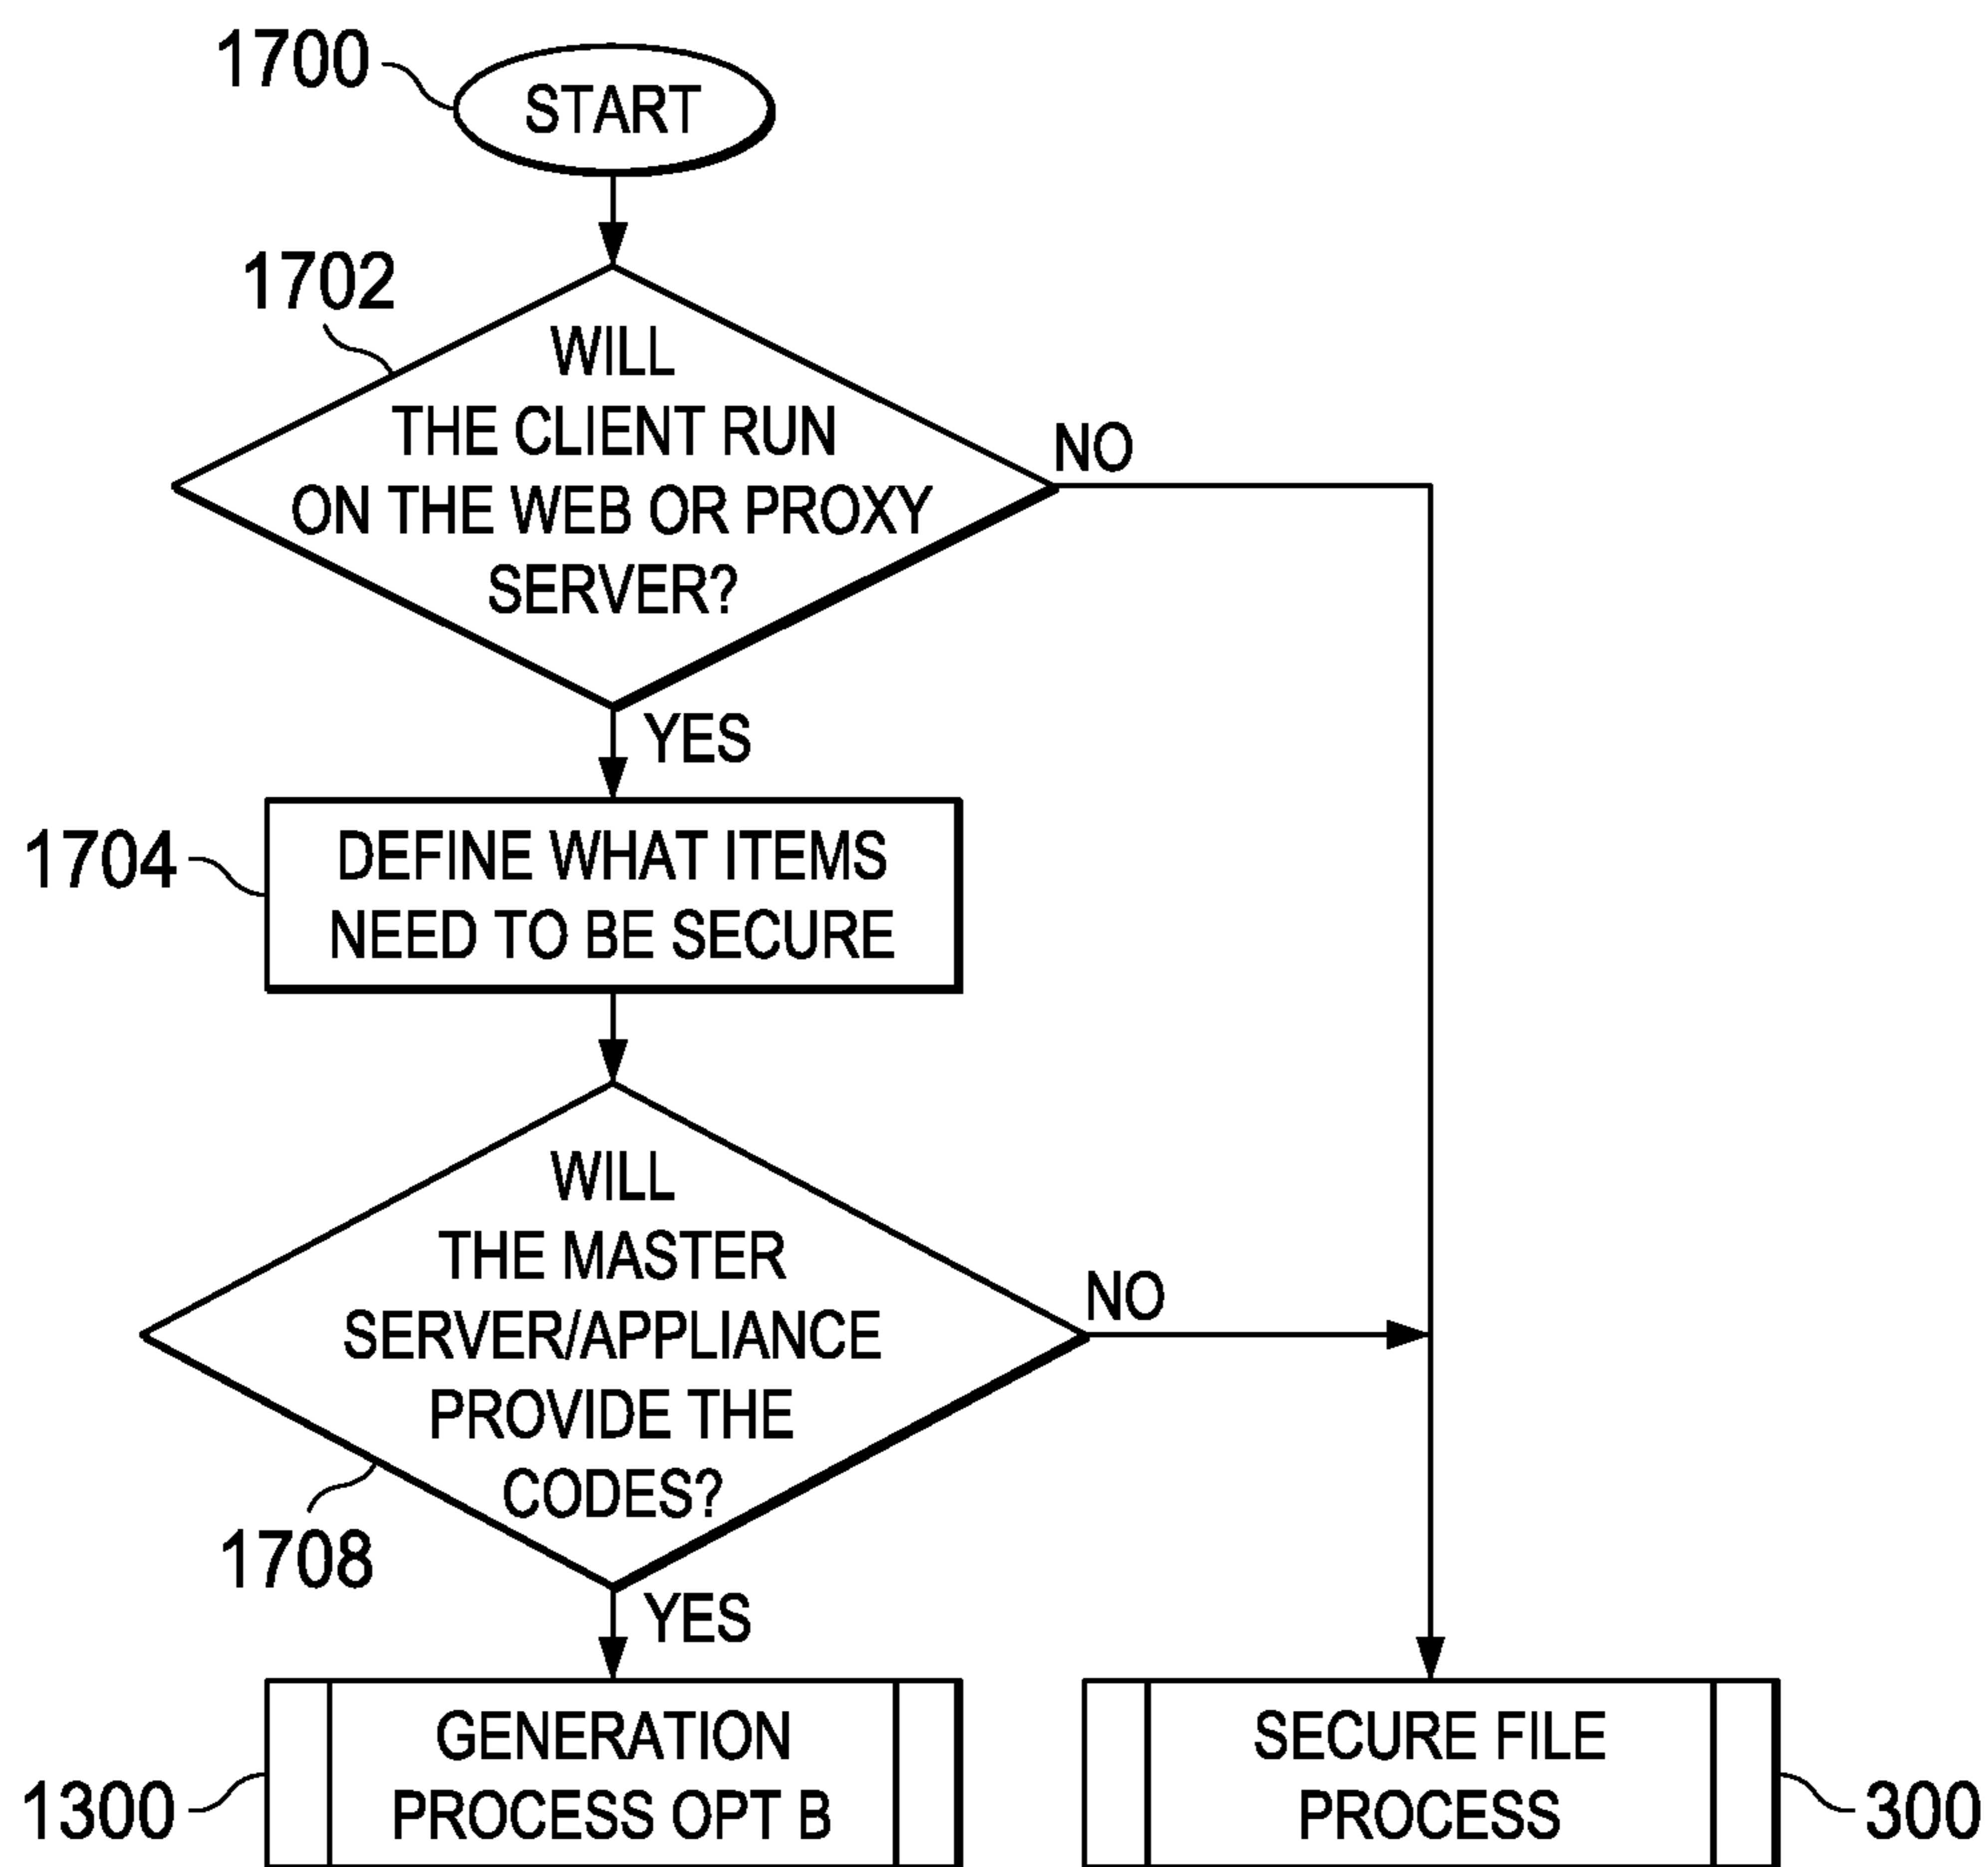 1700
START
1702
WILL
THE CLIENT RUN
ON THE WEB OR PROXY
SERVER?
NO
YES
1704
DEFINE WHAT ITEMS
NEED TO BE SECURE
WILL
THE MASTER
SERVER/APPLIANCE
PROVIDE THE
CODES?
NO
1708
YES
1300
GENERATION
PROCESS OPT B
SECURE FILE
PROCESS
300